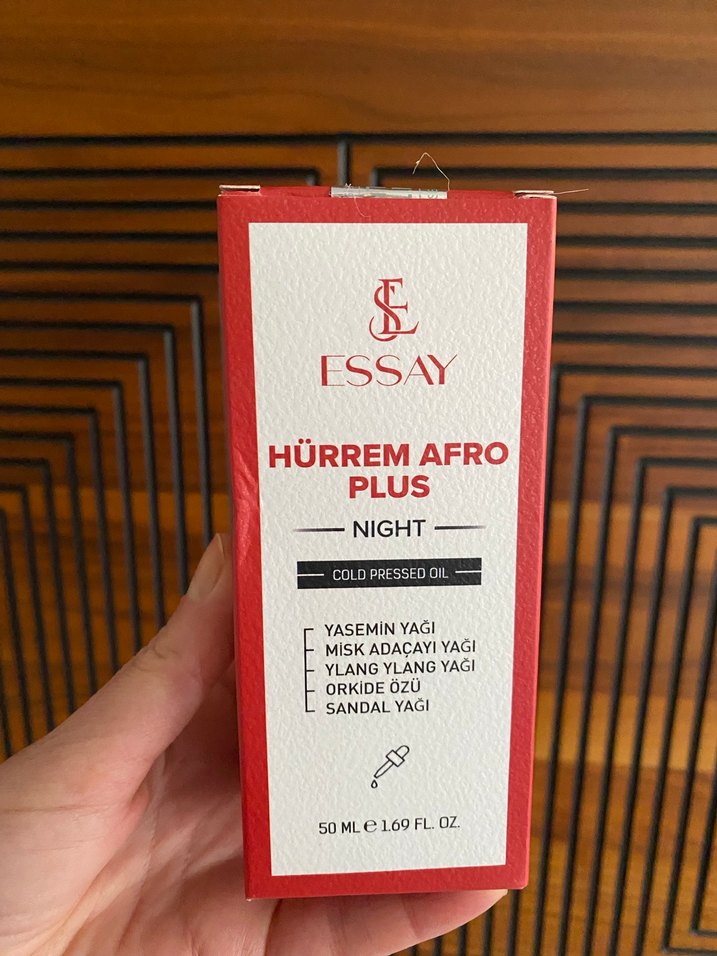 SE
ESSAY
HÜRREM AFRO
PLUS
NIGHT
COLD PRESSED OIL
YASEMİN YAĞI
MİSK ADAÇAYI YAĞI
YLANG YLANG YAĞI
ORKİDE ÖZÜ
SANDAL YAĞI
50 ML ℮ 1.69 FL. OZ.